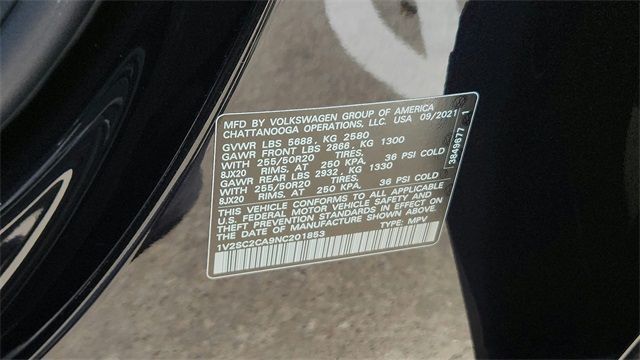 MFD BY VOLKSWAGEN GROUP OF AMERICA
CHATTANOOGA OPERATIONS, LLC. USA 09/2021
GVWR LBS 5688, KG 2580
GAWR FRONT LBS 2866, KG 1300
WITH 255/50R20 TIRES,
8JX20 RIMS, AT 250 KPA, 36 PSI COLD
GAWR REAR LBS 2932, KG 1330
WITH 255/50R20 TIRES,
8JX20 RIMS, AT 250 KPA, 36 PSI COLD
THIS VEHICLE CONFORMS TO ALL APPLICABLE
U.S. FEDERAL MOTOR VEHICLE SAFETY AND
THEFT PREVENTION STANDARDS IN EFFECT ON
THE DATE OF MANUFACTURE SHOWN ABOVE
1V2SC2CA9NC201853 TYPE: MPV
3849677 1